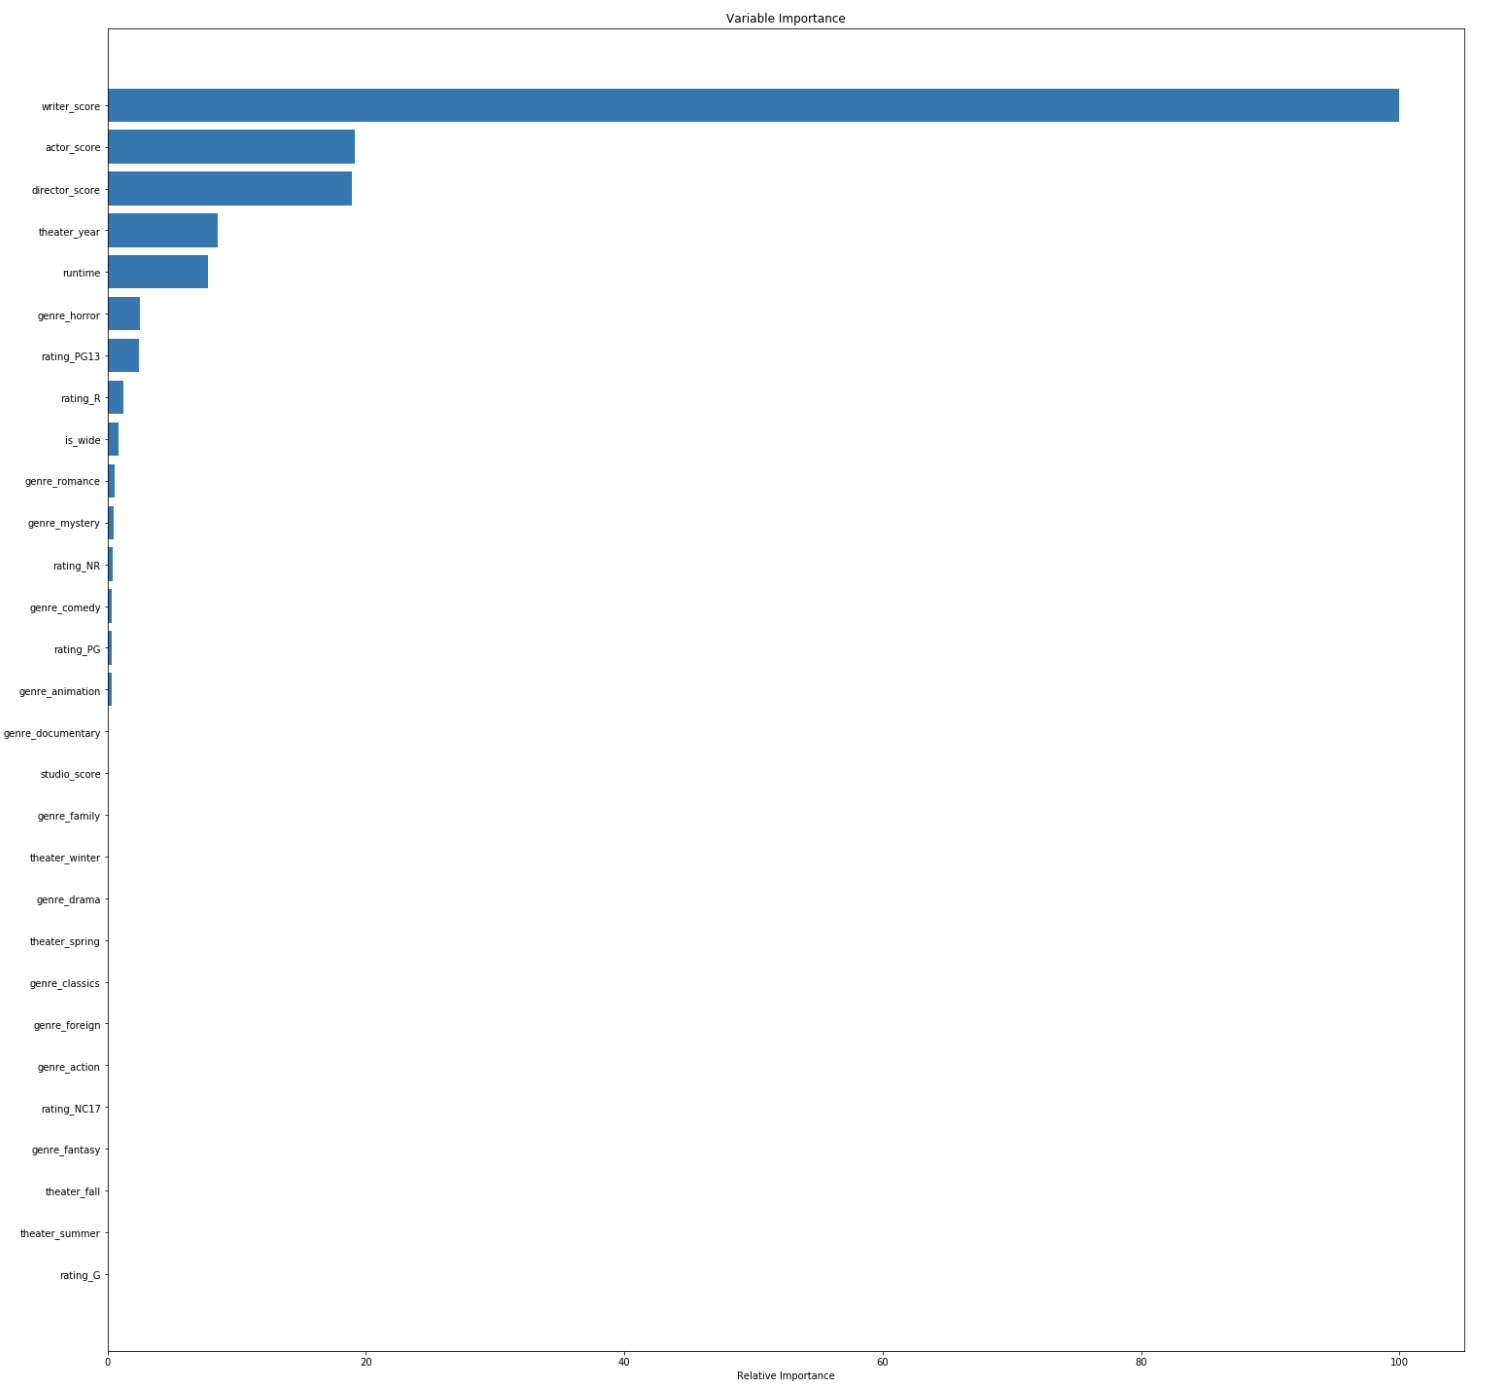 Variable Importance
writer_score
actor_score
director_score
theater_year
runtime
genre_horror
rating_PG13
rating_R
is_wide
genre_romance
genre_mystery
rating_NR
genre_comedy
rating_PG
genre_animation
genre_documentary
studio_score
genre_family
theater_winter
genre_drama
theater_spring
genre_classics
genre_foreign
genre_action
rating_NC17
genre_fantasy
theater_fall
theater_summer
rating_G
0 20 40 60 80 100
Relative Importance